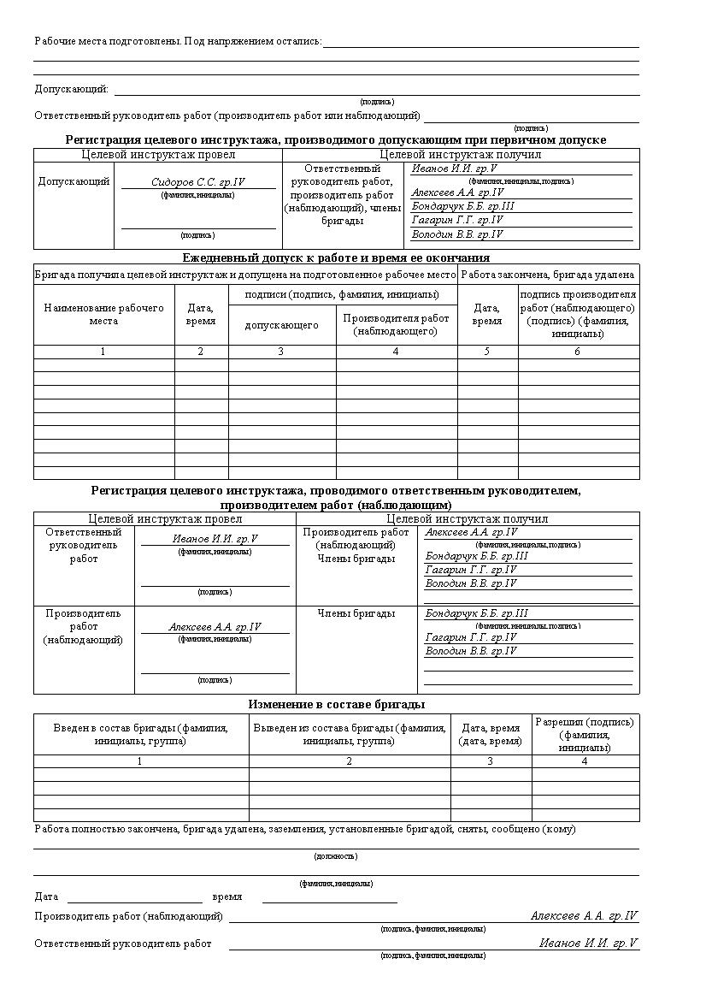 Рабочие места подготовлены. Под напряжением остались:
Допускающий:
(подпись)
Ответственный руководитель работ (производитель работ или наблюдающий)
(подпись)
Регистрация целевого инструктажа, производимого допускающим при первичном допуске
Целевой инструктаж провел
Целевой инструктаж получил
Допускающий
Сидоров С.С. гр.IV
(фамилия, инициалы)
(подпись)
Ответственный
руководитель работ,
производитель работ
(наблюдающий), члены
бригады
Иванов И.И. гр.V
(фамилия, инициалы, подпись)
Алексеев А.А. гр.IV
Бондарчук Б.Б. гр.III
Гагарин Г.Г. гр.IV
Володин В.В. гр.IV
Ежедневный допуск к работе и время ее окончания
Бригада получила целевой инструктаж и допущена на подготовленное рабочее место
Работа закончена, бригада удалена
Наименование рабочего
места
Дата,
время
подписи (подпись, фамилия, инициалы)
допускающего
Производителя работ
(наблюдающего)
Дата,
время
подпись производителя
работ (наблюдающего)
(подпись) (фамилия,
инициалы)
1 2 3 4 5 6
Регистрация целевого инструктажа, проводимого ответственным руководителем,
производителем работ (наблюдающим)
Целевой инструктаж провел
Целевой инструктаж получил
Ответственный
руководитель
работ
Иванов И.И. гр.V
(фамилия, инициалы)
(подпись)
Производитель работ
(наблюдающий)
Члены бригады
Алексеев А.А. гр.IV
(фамилия, инициалы, подпись)
Бондарчук Б.Б. гр.III
Гагарин Г.Г. гр.IV
Володин В.В. гр.IV
Производитель
работ
(наблюдающий)
Алексеев А.А. гр.IV
(фамилия, инициалы)
(подпись)
Члены бригады
Бондарчук Б.Б. гр.III
(фамилия, инициалы, подпись)
Гагарин Г.Г. гр.IV
Володин В.В. гр.IV
Изменение в составе бригады
Введен в состав бригады (фамилия,
инициалы, группа)
Выведен из состава бригады (фамилия,
инициалы, группа)
Дата, время
(дата, время)
Разрешил (подпись)
(фамилия,
инициалы)
1 2 3 4
Работа полностью закончена, бригада удалена, заземления, установленные бригадой, сняты, сообщено (кому)
(должность)
(фамилия, инициалы)
Дата время
Производитель работ (наблюдающий) Алексеев А.А. гр.IV
(подпись, фамилия, инициалы)
Ответственный руководитель работ Иванов И.И. гр.V
(подпись, фамилия, инициалы)